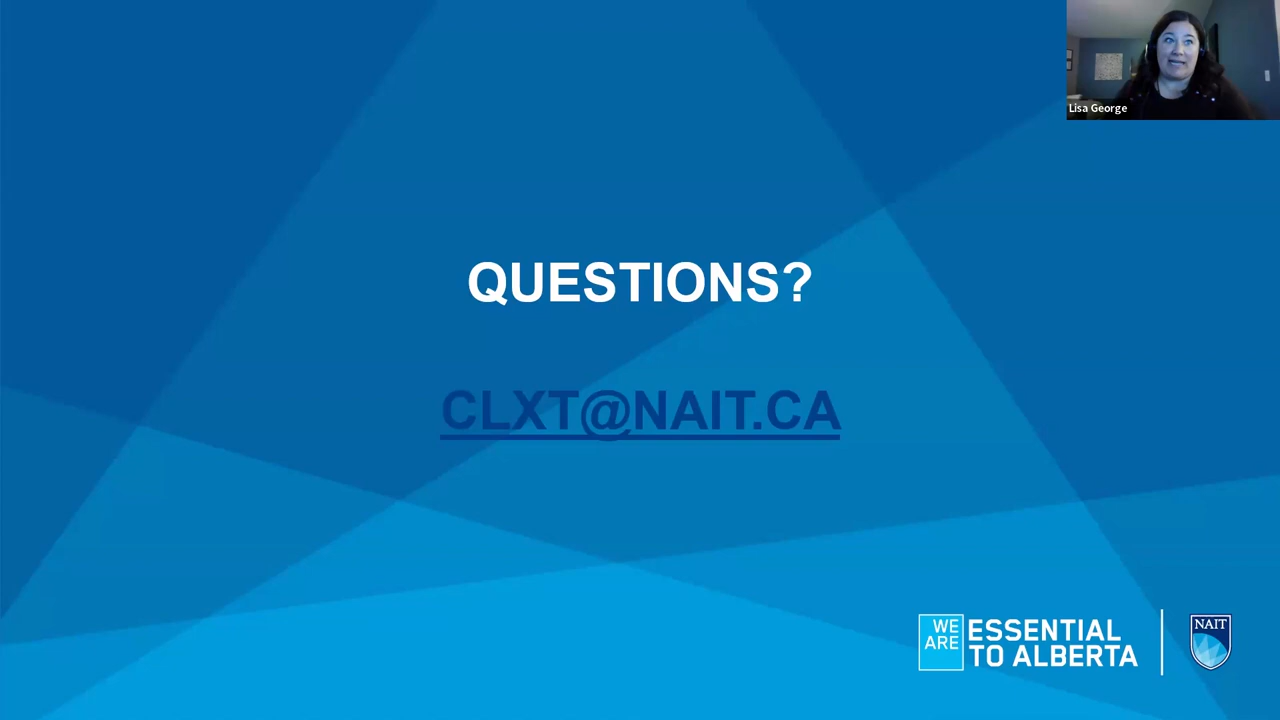 Lisa George
QUESTIONS?
CLXT@NAIT.CA
WE ARE
ESSENTIAL
TO ALBERTA
NAIT